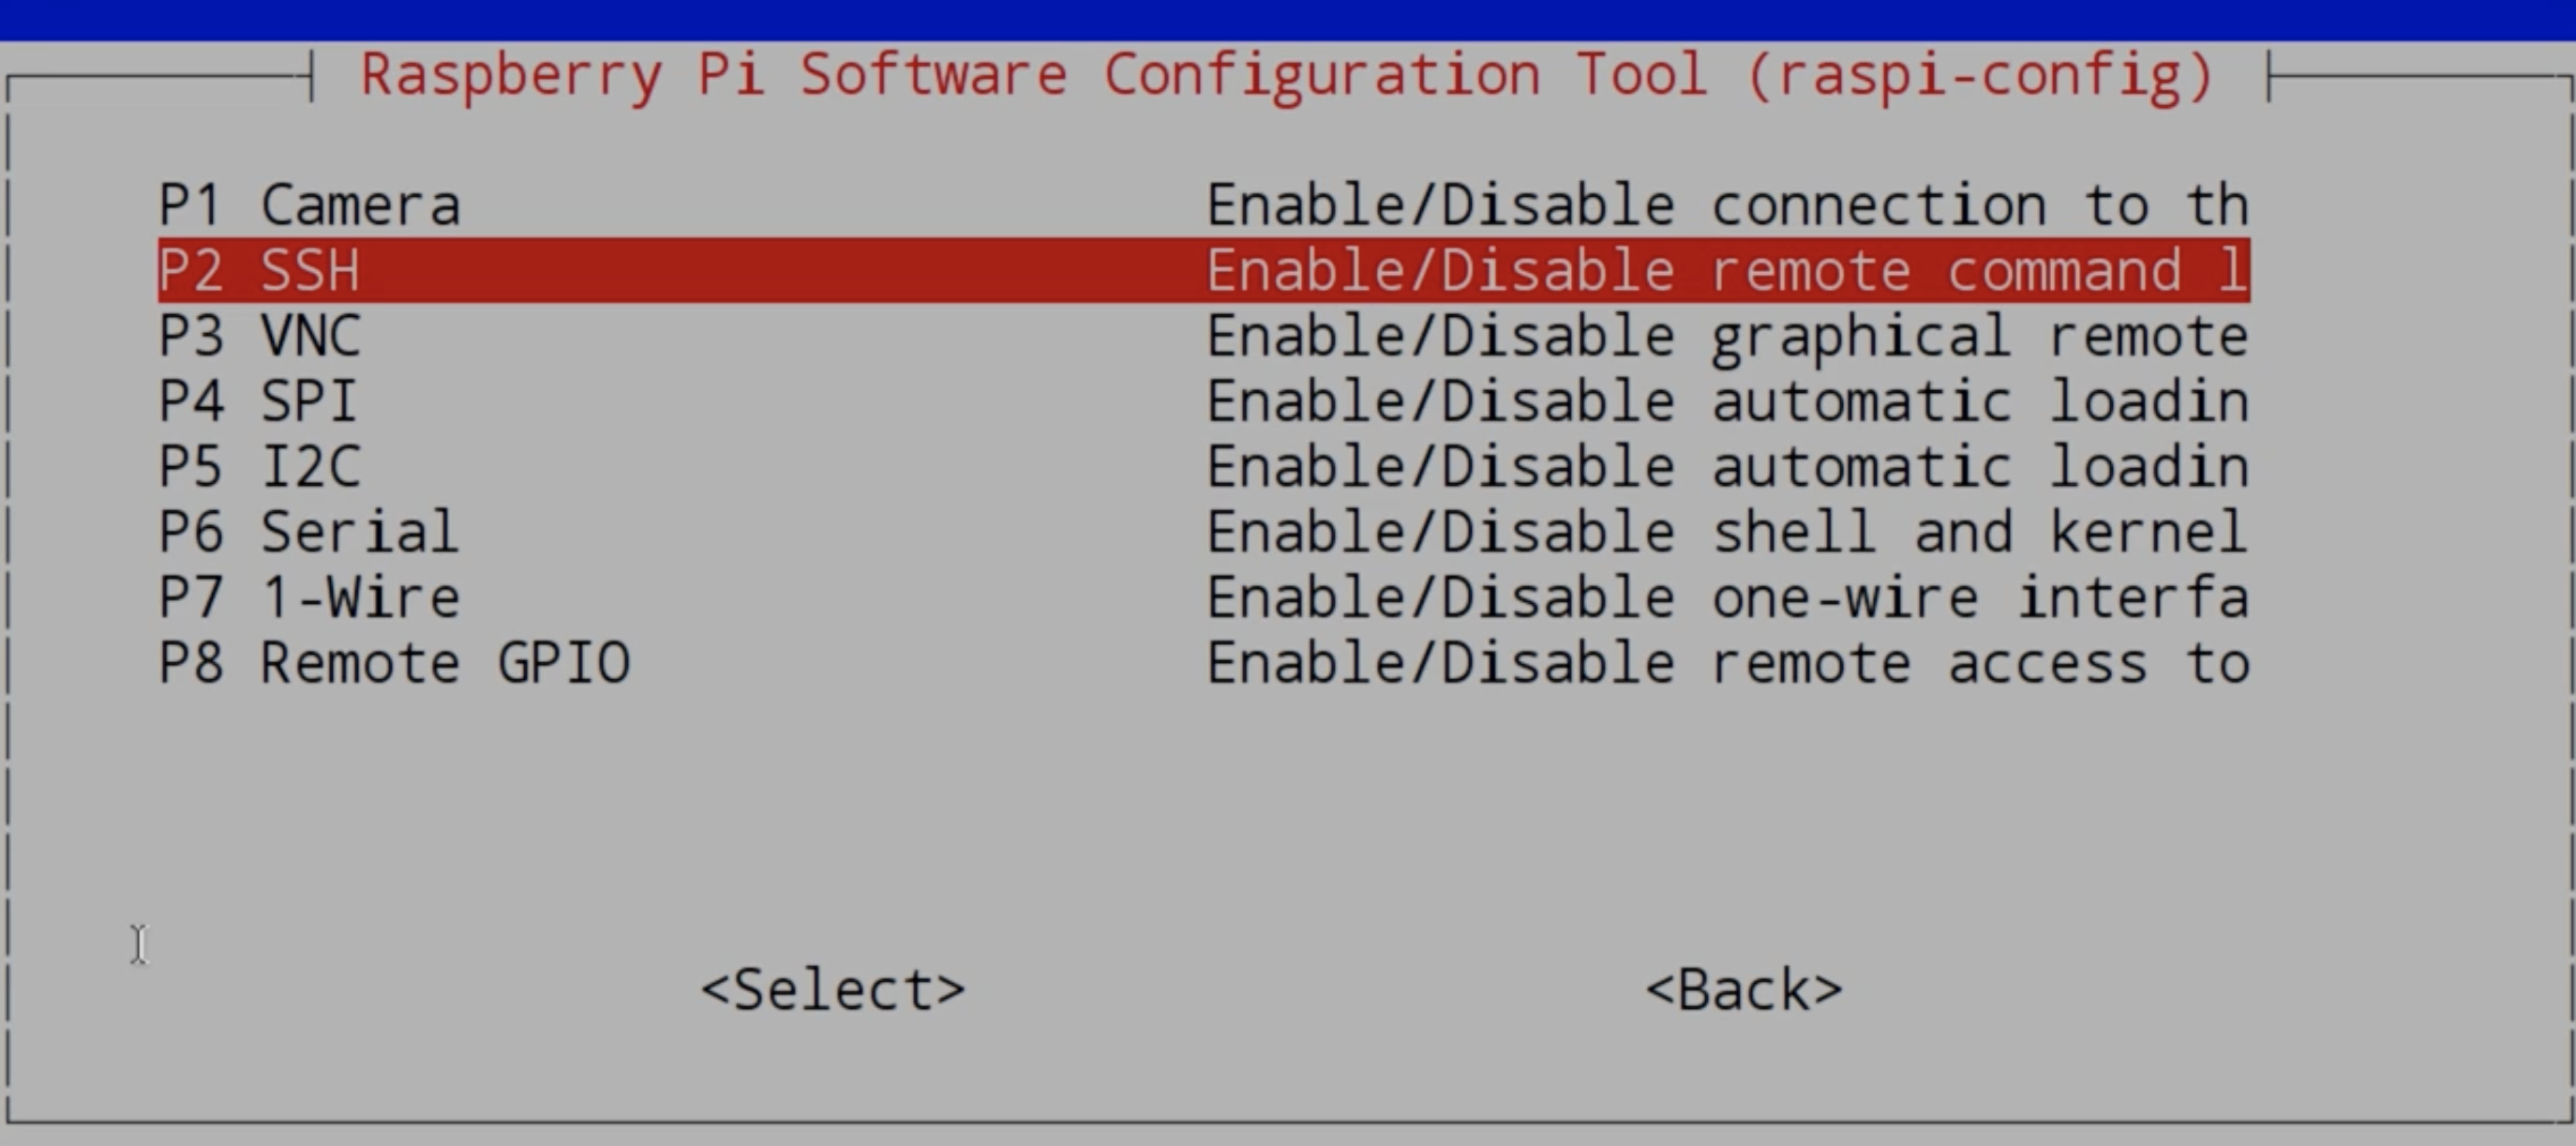 Raspberry Pi Software Configuration Tool (raspi-config)
P1 Camera Enable/Disable connection to th
P2 SSH Enable/Disable remote command l
P3 VNC Enable/Disable graphical remote
P4 SPI Enable/Disable automatic loadin
P5 I2C Enable/Disable automatic loadin
P6 Serial Enable/Disable shell and kernel
P7 1-Wire Enable/Disable one-wire interfa
P8 Remote GPIO Enable/Disable remote access to
<Select> <Back>